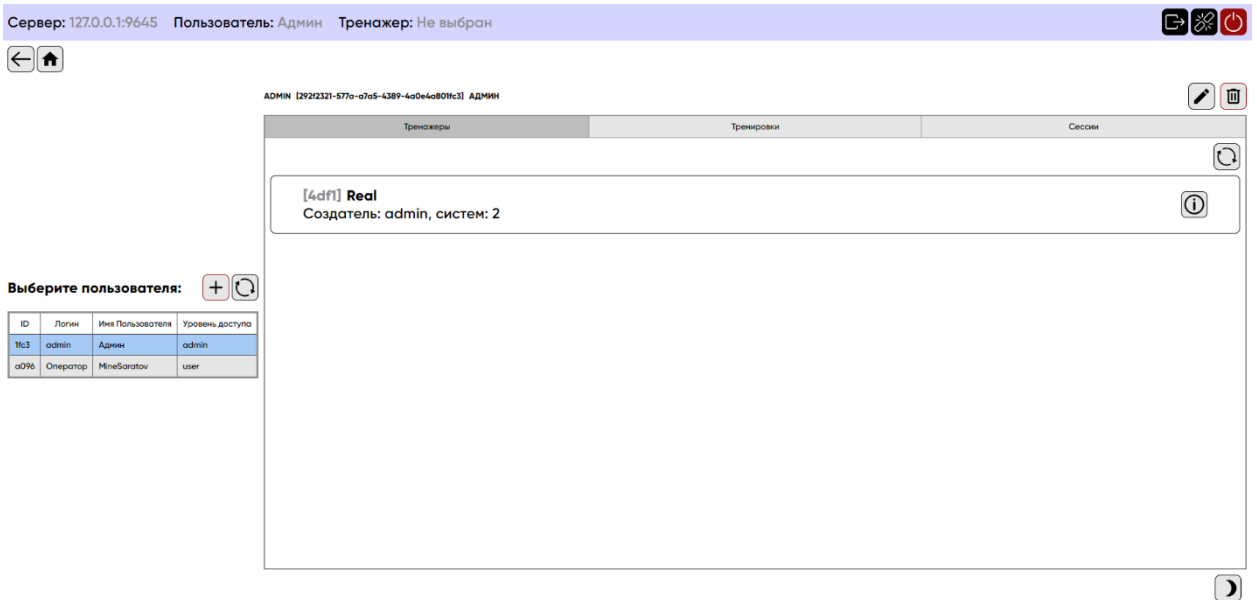 Сервер: 127.0.0.1:9645 Пользователь: Админ Тренажер: Не выбран
ADMIN [292f2321-577a-a7a5-4389-4a0e4a801fc3] АДМИН
Тренажеры Тренировки Сессии
[4df1] Real
Создатель: admin, систем: 2
Выберите пользователя:
ID Логин Имя Пользователя Уровень доступа
1fc3 admin Админ admin
a096 Оператор MineSaratov user